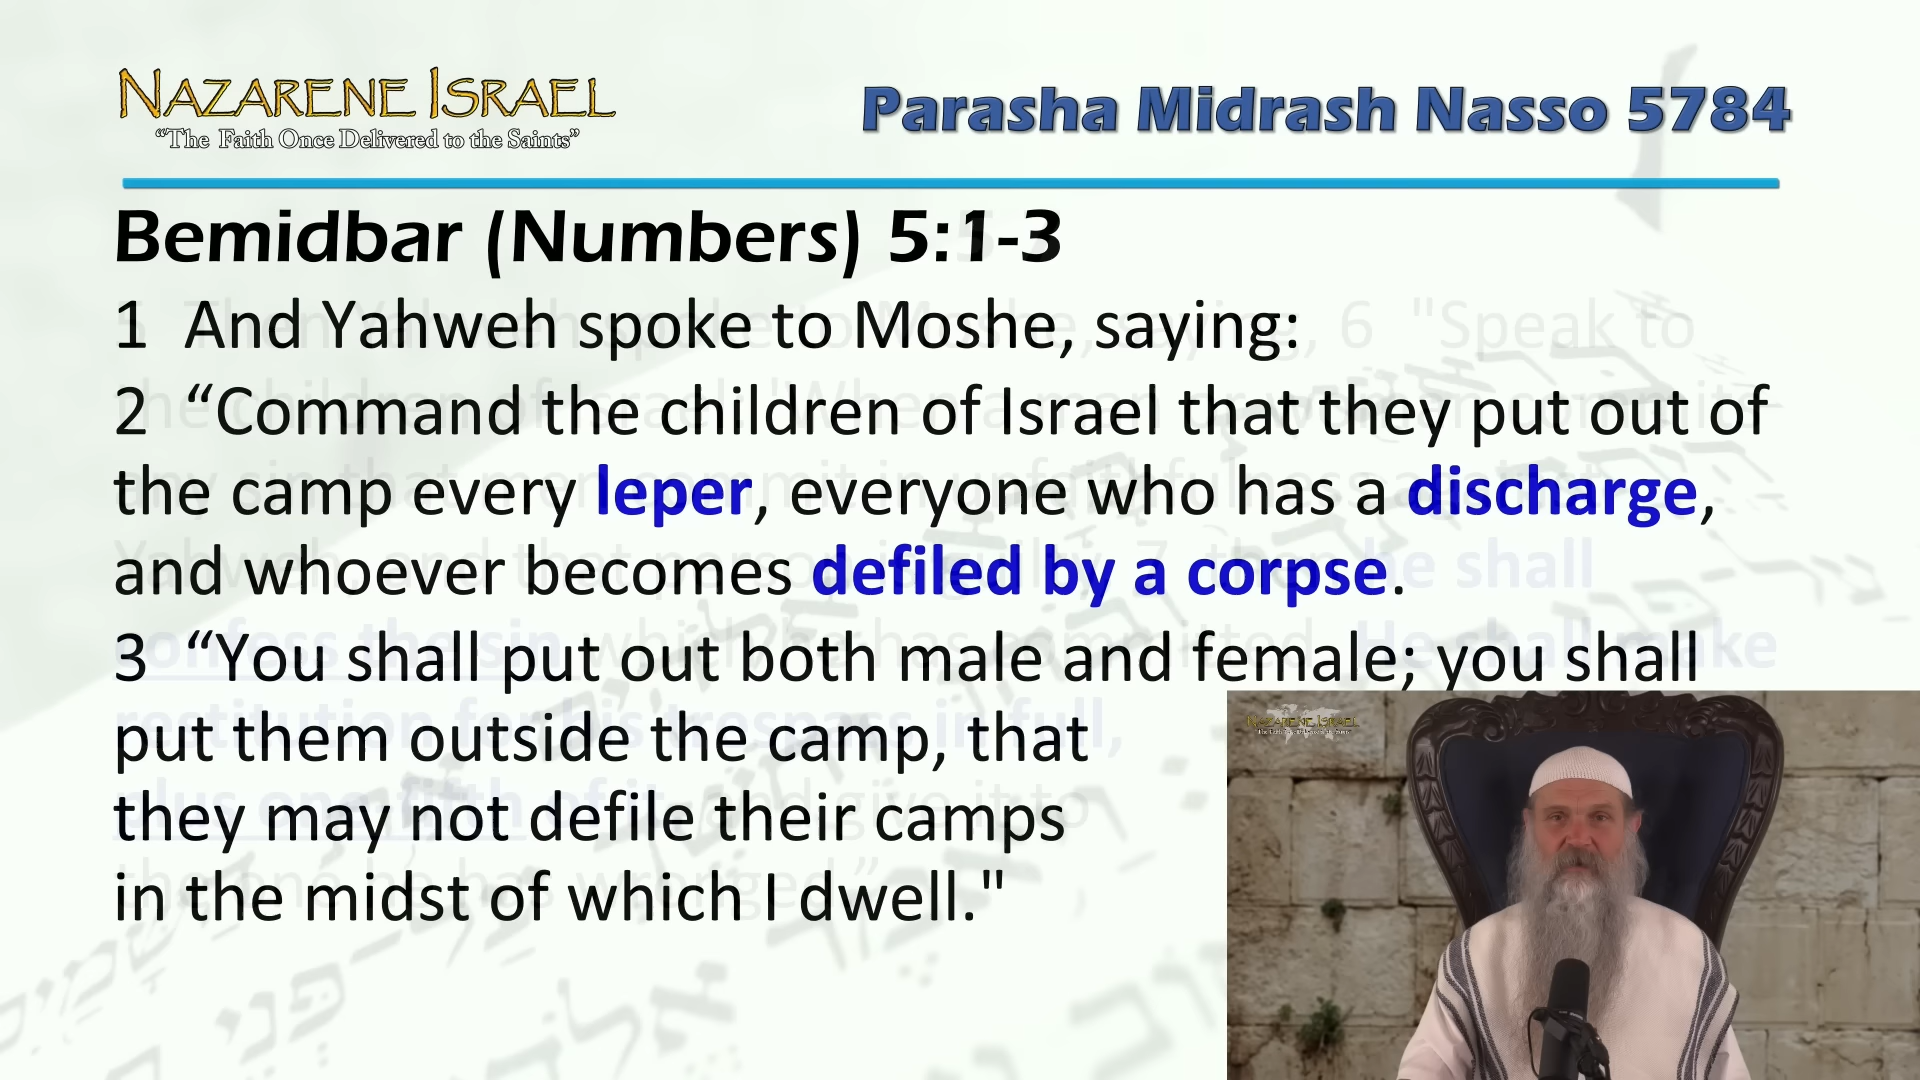 NAZARENE ISRAEL
“The Faith Once Delivered to the Saints”
Parasha Midrash Nasso 5784
Bemidbar (Numbers) 5:1-3
1 And Yahweh spoke to Moshe, saying:
2 “Command the children of Israel that they put out of
the camp every leper, everyone who has a discharge,
and whoever becomes defiled by a corpse.
3 “You shall put out both male and female; you shall
put them outside the camp, that
they may not defile their camps
in the midst of which I dwell."
NAZARENE ISRAEL